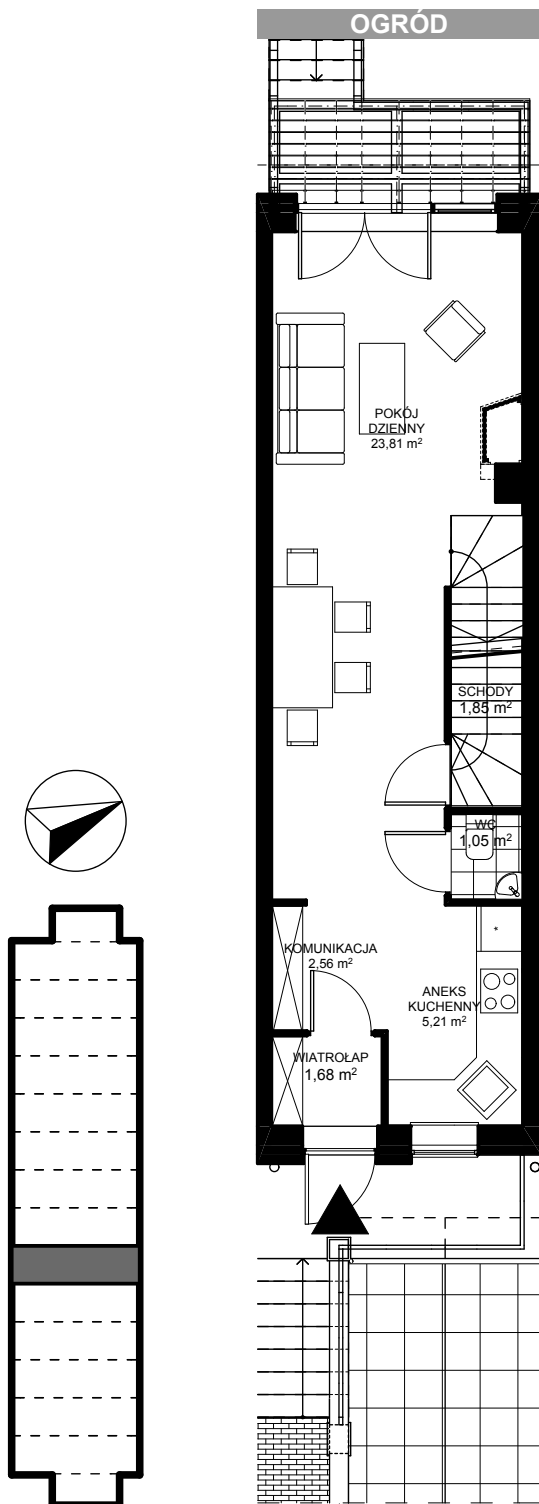 OGRÓD
POKÓJ
DZIENNY
23,81 m²
SCHODY
1,85 m²
WC
1,05 m²
KOMUNIKACJA
2,56 m²
ANEKS
KUCHENNY
5,21 m²
WIATROŁAP
1,68 m²